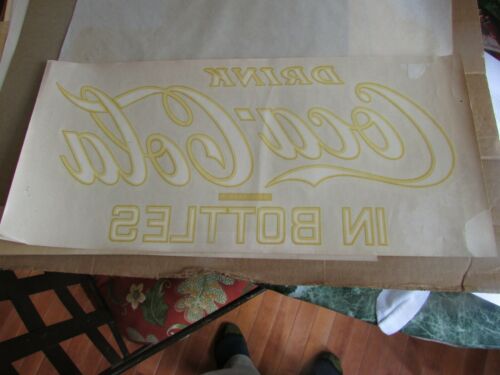 DRINK
Coca-Cola
IN BOTTLES